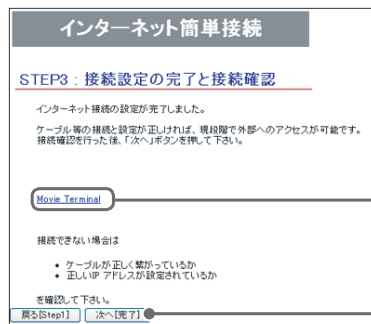 インターネット簡単接続
STEP3：接続設定の完了と接続確認
インターネット接続の設定が完了しました。
ケーブル等の接続と設定が正しければ、現段階で外部へのアクセスが可能です。
接続確認を行った後、「次へ」ボタンを押して下さい。
Movie Terminal
接続できない場合は
• ケーブルが正しく繋がっているか
• 正しいIP アドレスが設定されているか
を確認して下さい。
戻る[Step1] 次へ[完了]